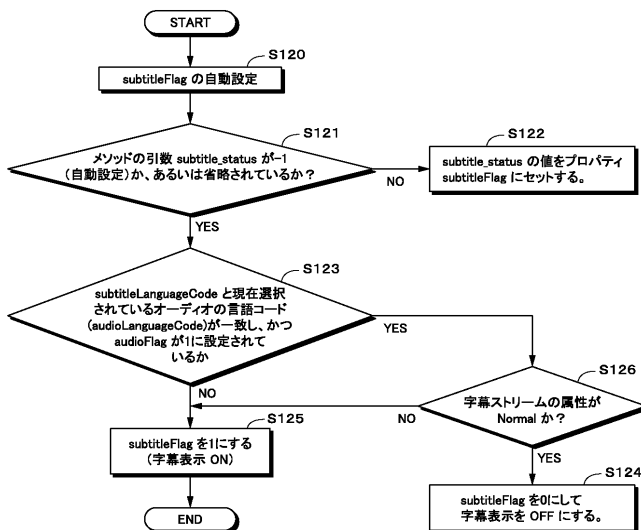 START
S120
subtitleFlag の自動設定
S121
メソッドの引数 subtitle_status が-1
(自動設定)か、あるいは省略されているか？
NO
YES
S122
subtitle_status の値をプロパティ
subtitleFlag にセットする。
S123
subtitleLanguageCode と現在選択
されているオーディオの言語コード
(audioLanguageCode)が一致し、かつ
audioFlag が1に設定されて
いるか
YES
NO
S126
字幕ストリームの属性が
Normal か？
NO
YES
S125
subtitleFlag を1にする
(字幕表示 ON)
S124
subtitleFlag を0にして
字幕表示を OFF にする。
END